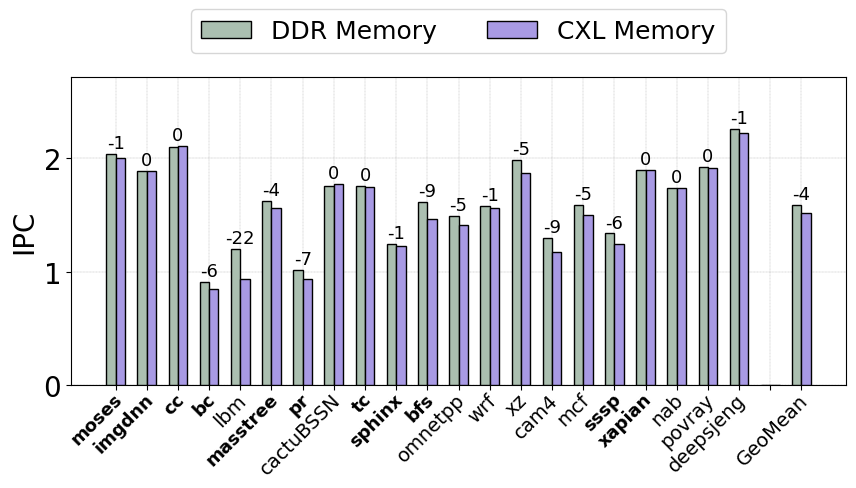 DDR Memory CXL Memory
IPC
2
1
0
-1
0
0
-6
-22
-4
-7
0
0
-1
-9
-5
-1
-5
-9
-5
-6
0
0
0
-1
-4
moses
imgdnn
cc
bc
lbm
masstree
pr
cactuBSSN
tc
sphinx
bfs
omnetpp
wrf
xz
cam4
mcf
sssp
xapian
nab
povray
deepsjeng
GeoMean